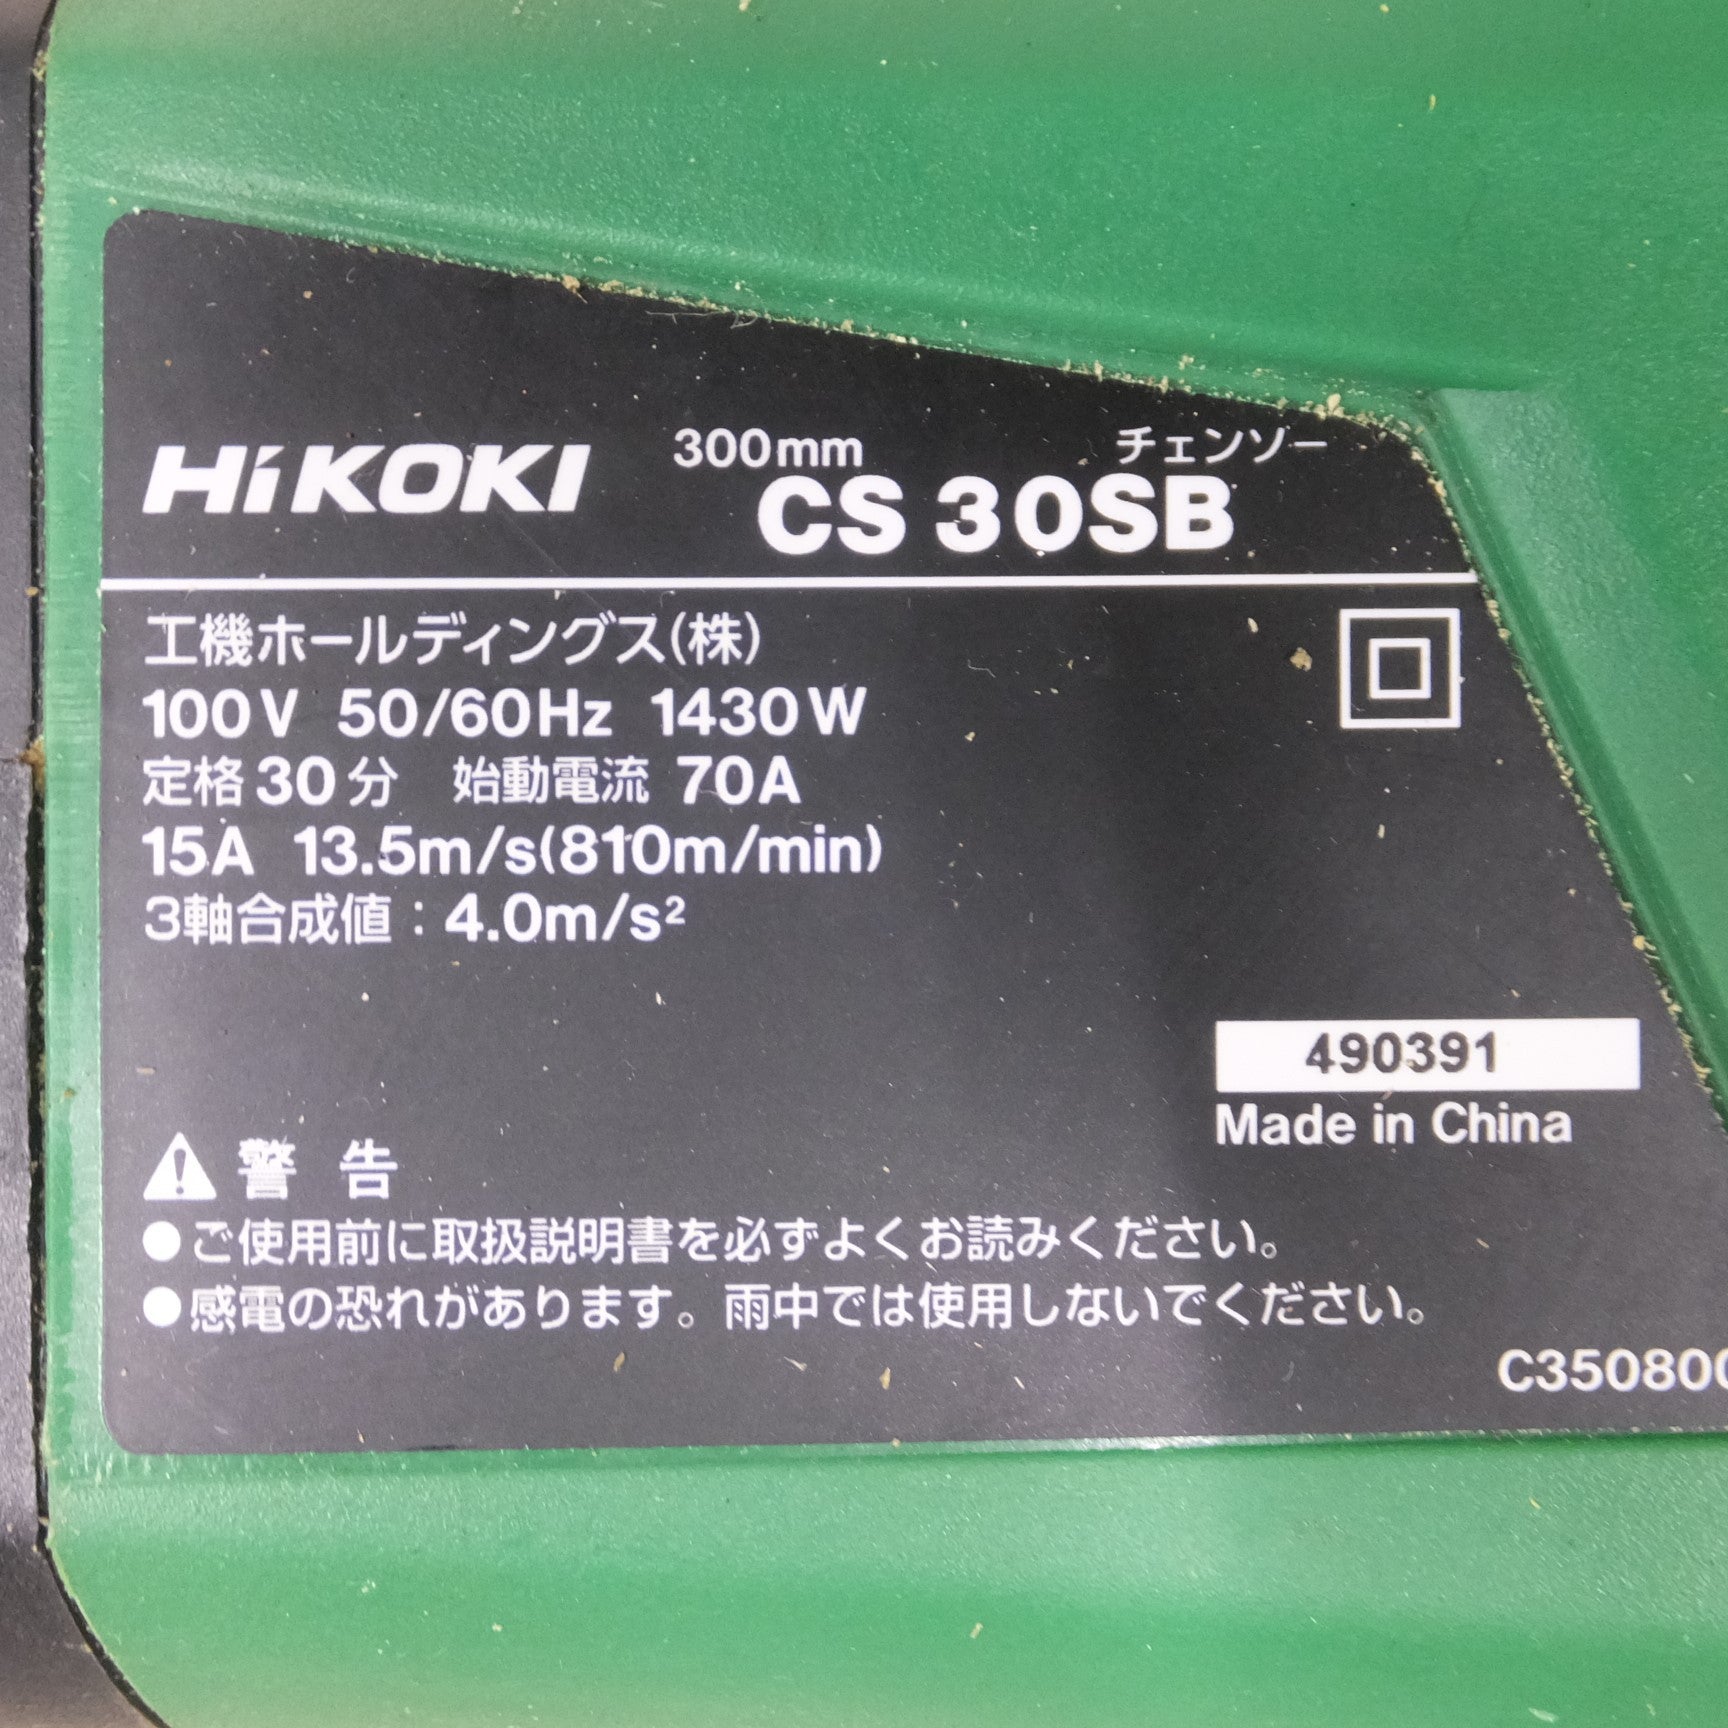 HiKOKI 300mm チェンソー
CS 30SB
工機ホールディングス(株)
100V 50/60Hz 1430W
定格30分 始動電流 70A
15A 13.5m/s(810m/min)
3軸合成値：4.0m/s²
490391
Made in China
警告
●ご使用前に取扱説明書を必ずよくお読みください。
●感電の恐れがあります。雨中では使用しないでください。